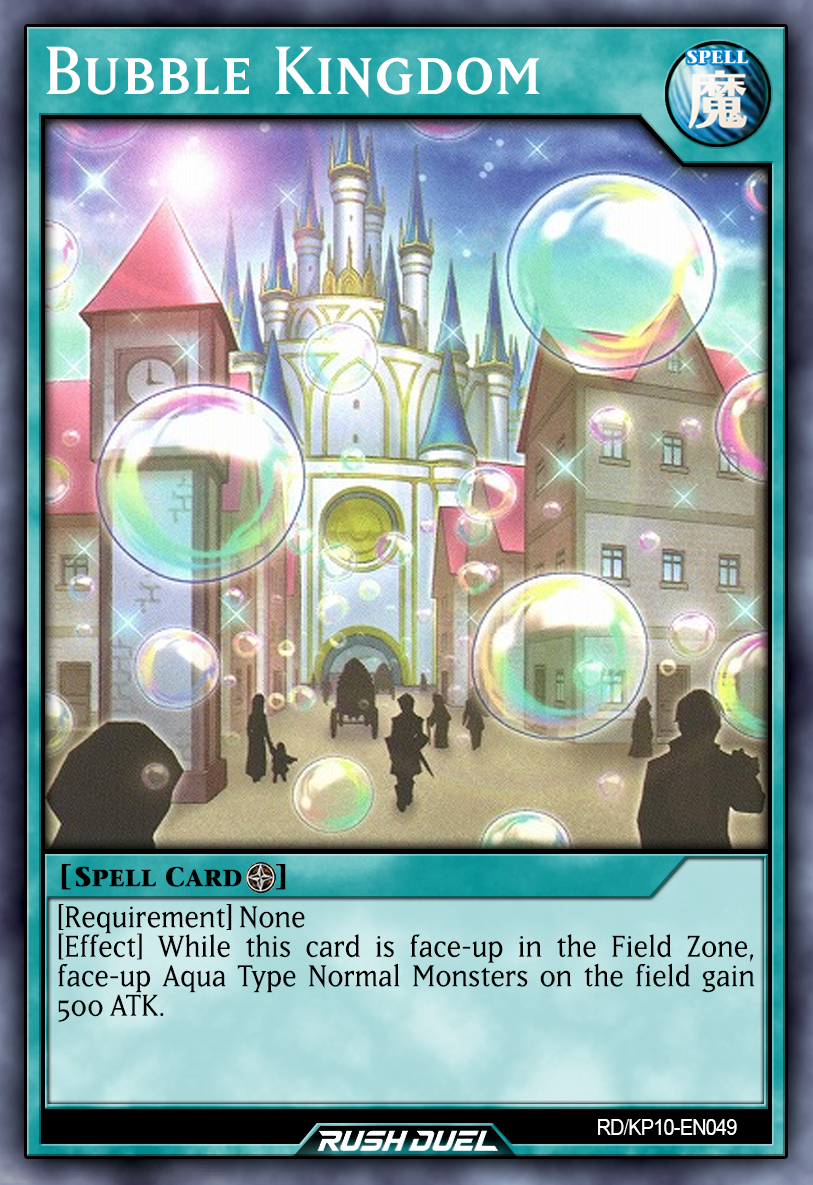 Bubble Kingdom
SPELL
魔
[Spell Card]
[Requirement] None
[Effect] While this card is face-up in the Field Zone,
face-up Aqua Type Normal Monsters on the field gain
500 ATK.
RD/KP10-EN049
RUSH DUEL